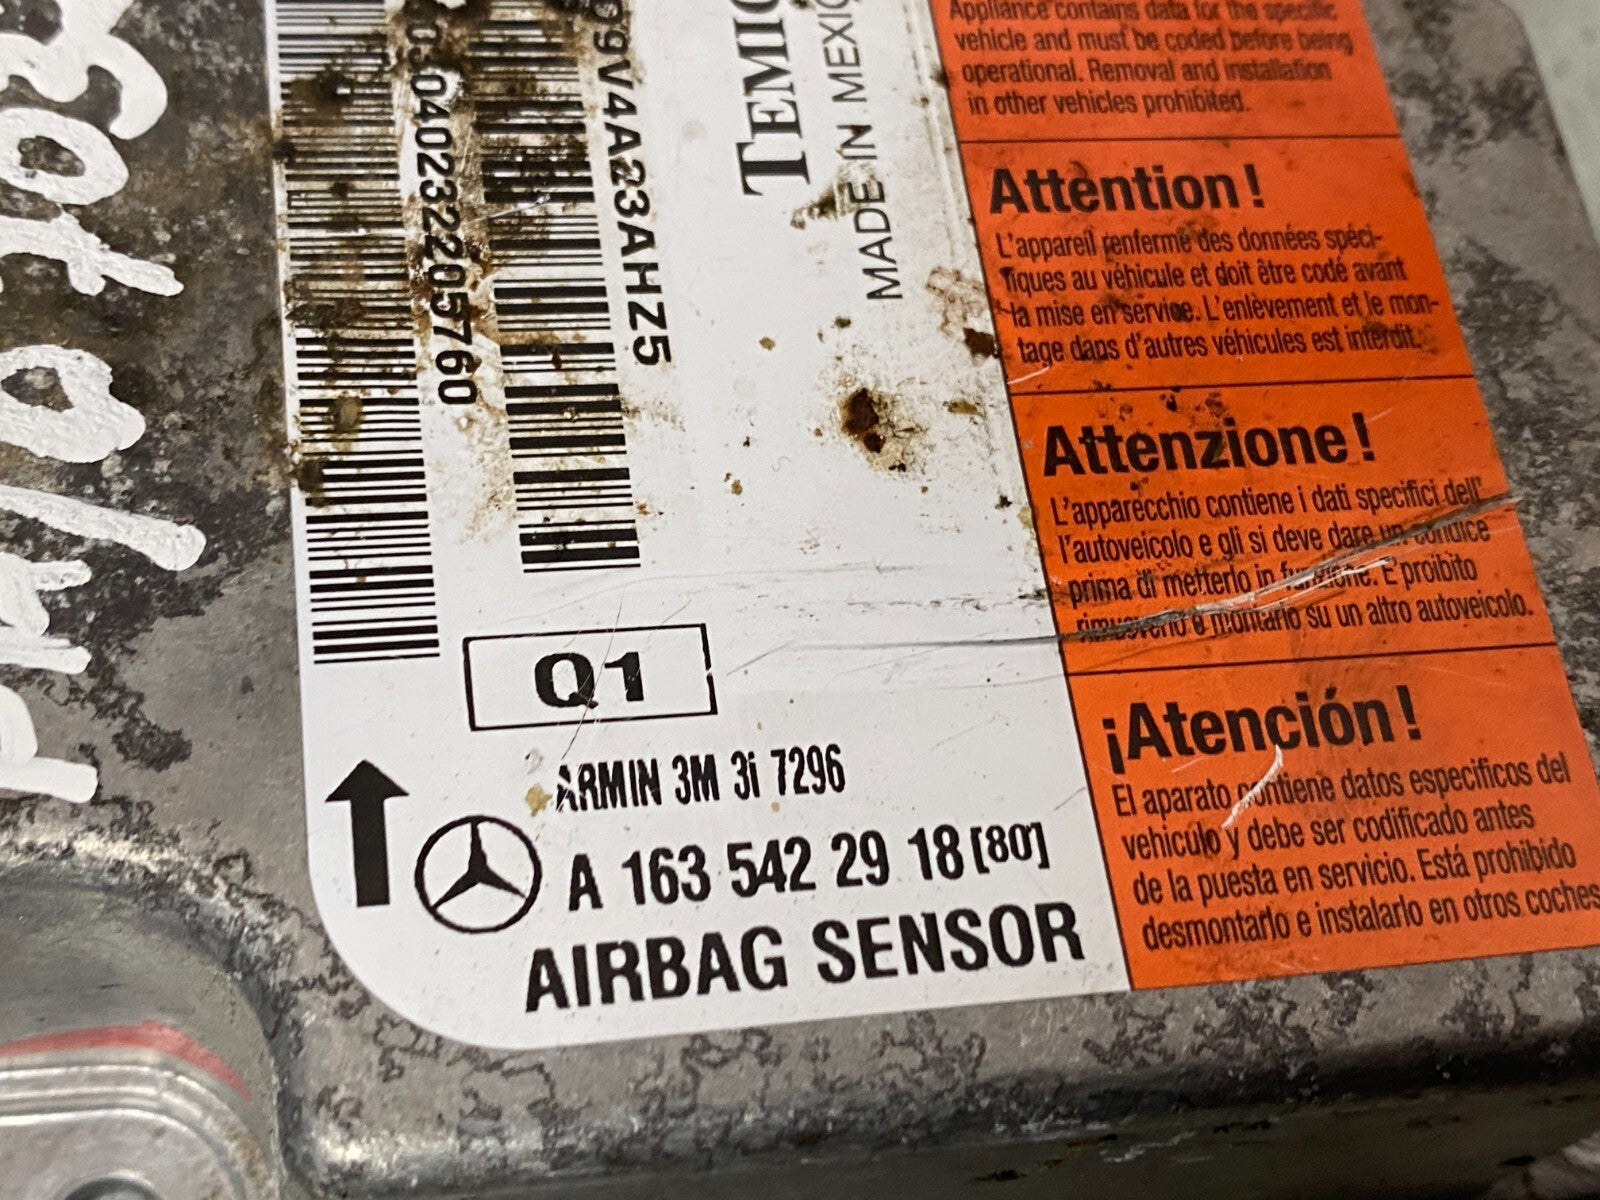 040232205760
9V4A23AHZ5
TEMIC
MADE IN MEXICO
Q1
ARMIN 3M 3i 7296
A 163 542 29 18 [80]
AIRBAG SENSOR
Appliance contains data for the specific
vehicle and must be coded before being
operational. Removal and installation
in other vehicles prohibited.
Attention!
L'appareil renferme des données spéci-
fiques au véhicule et doit être codé avant
la mise en service. L'enlèvement et le mon-
tage dans d'autres véhicules est interdit.
Attenzione!
L'apparecchio contiene i dati specifici dell'
l'autoveicolo e gli si deve dare un condice
prima di metterlo in funzione. E proibito
rimuoverlo e montarlo su un altro autoveicolo.
¡Atención!
El aparato contiene datos especificos del
vehiculo y debe ser codificado antes
de la puesta en servicio. Está prohibido
desmontarlo e instalarlo en otros coches